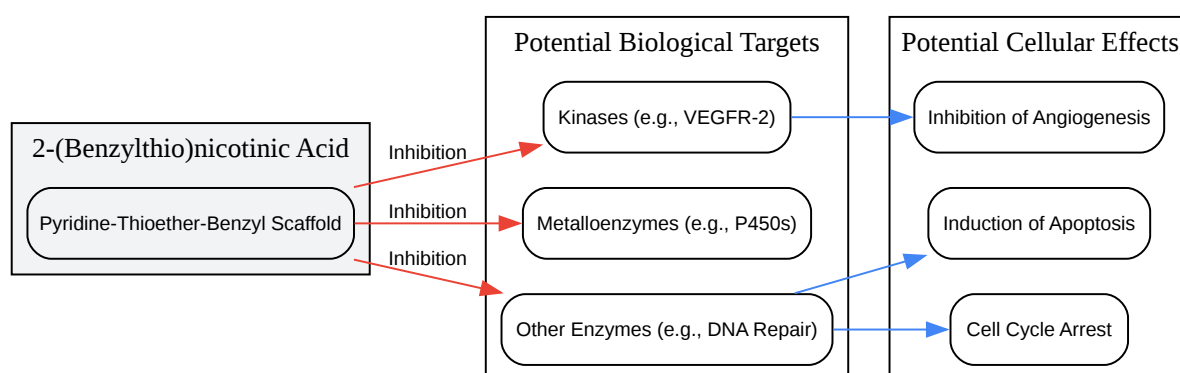 2-(Benzylthio)nicotinic Acid
Pyridine-Thioether-Benzyl Scaffold
Inhibition
Inhibition
Inhibition
Potential Biological Targets
Kinases (e.g., VEGFR-2)
Metalloenzymes (e.g., P450s)
Other Enzymes (e.g., DNA Repair)
Potential Cellular Effects
Inhibition of Angiogenesis
Induction of Apoptosis
Cell Cycle Arrest